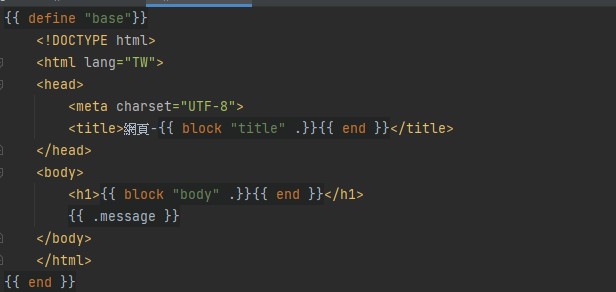 {{ define "base"}}
<!DOCTYPE html>
<html lang="TW">
<head>
<meta charset="UTF-8">
<title>網頁-{{ block "title" .}}{{ end }}</title>
</head>
<body>
<h1>{{ block "body" .}}{{ end }}</h1>
{{ .message }}
</body>
</html>
{{ end }}